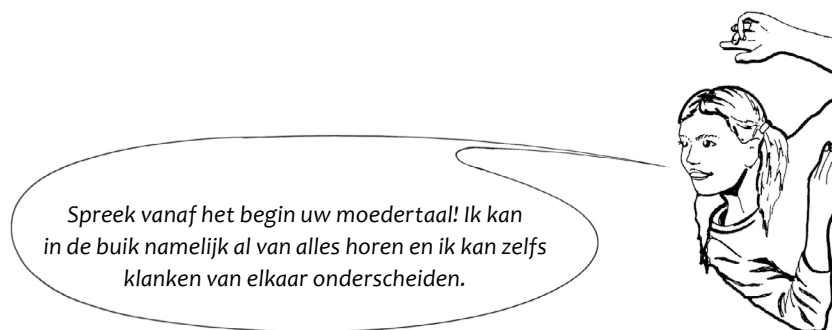 Spreek vanaf het begin uw moedertaal! Ik kan
in de buik namelijk al van alles horen en ik kan zelfs
klanken van elkaar onderscheiden.